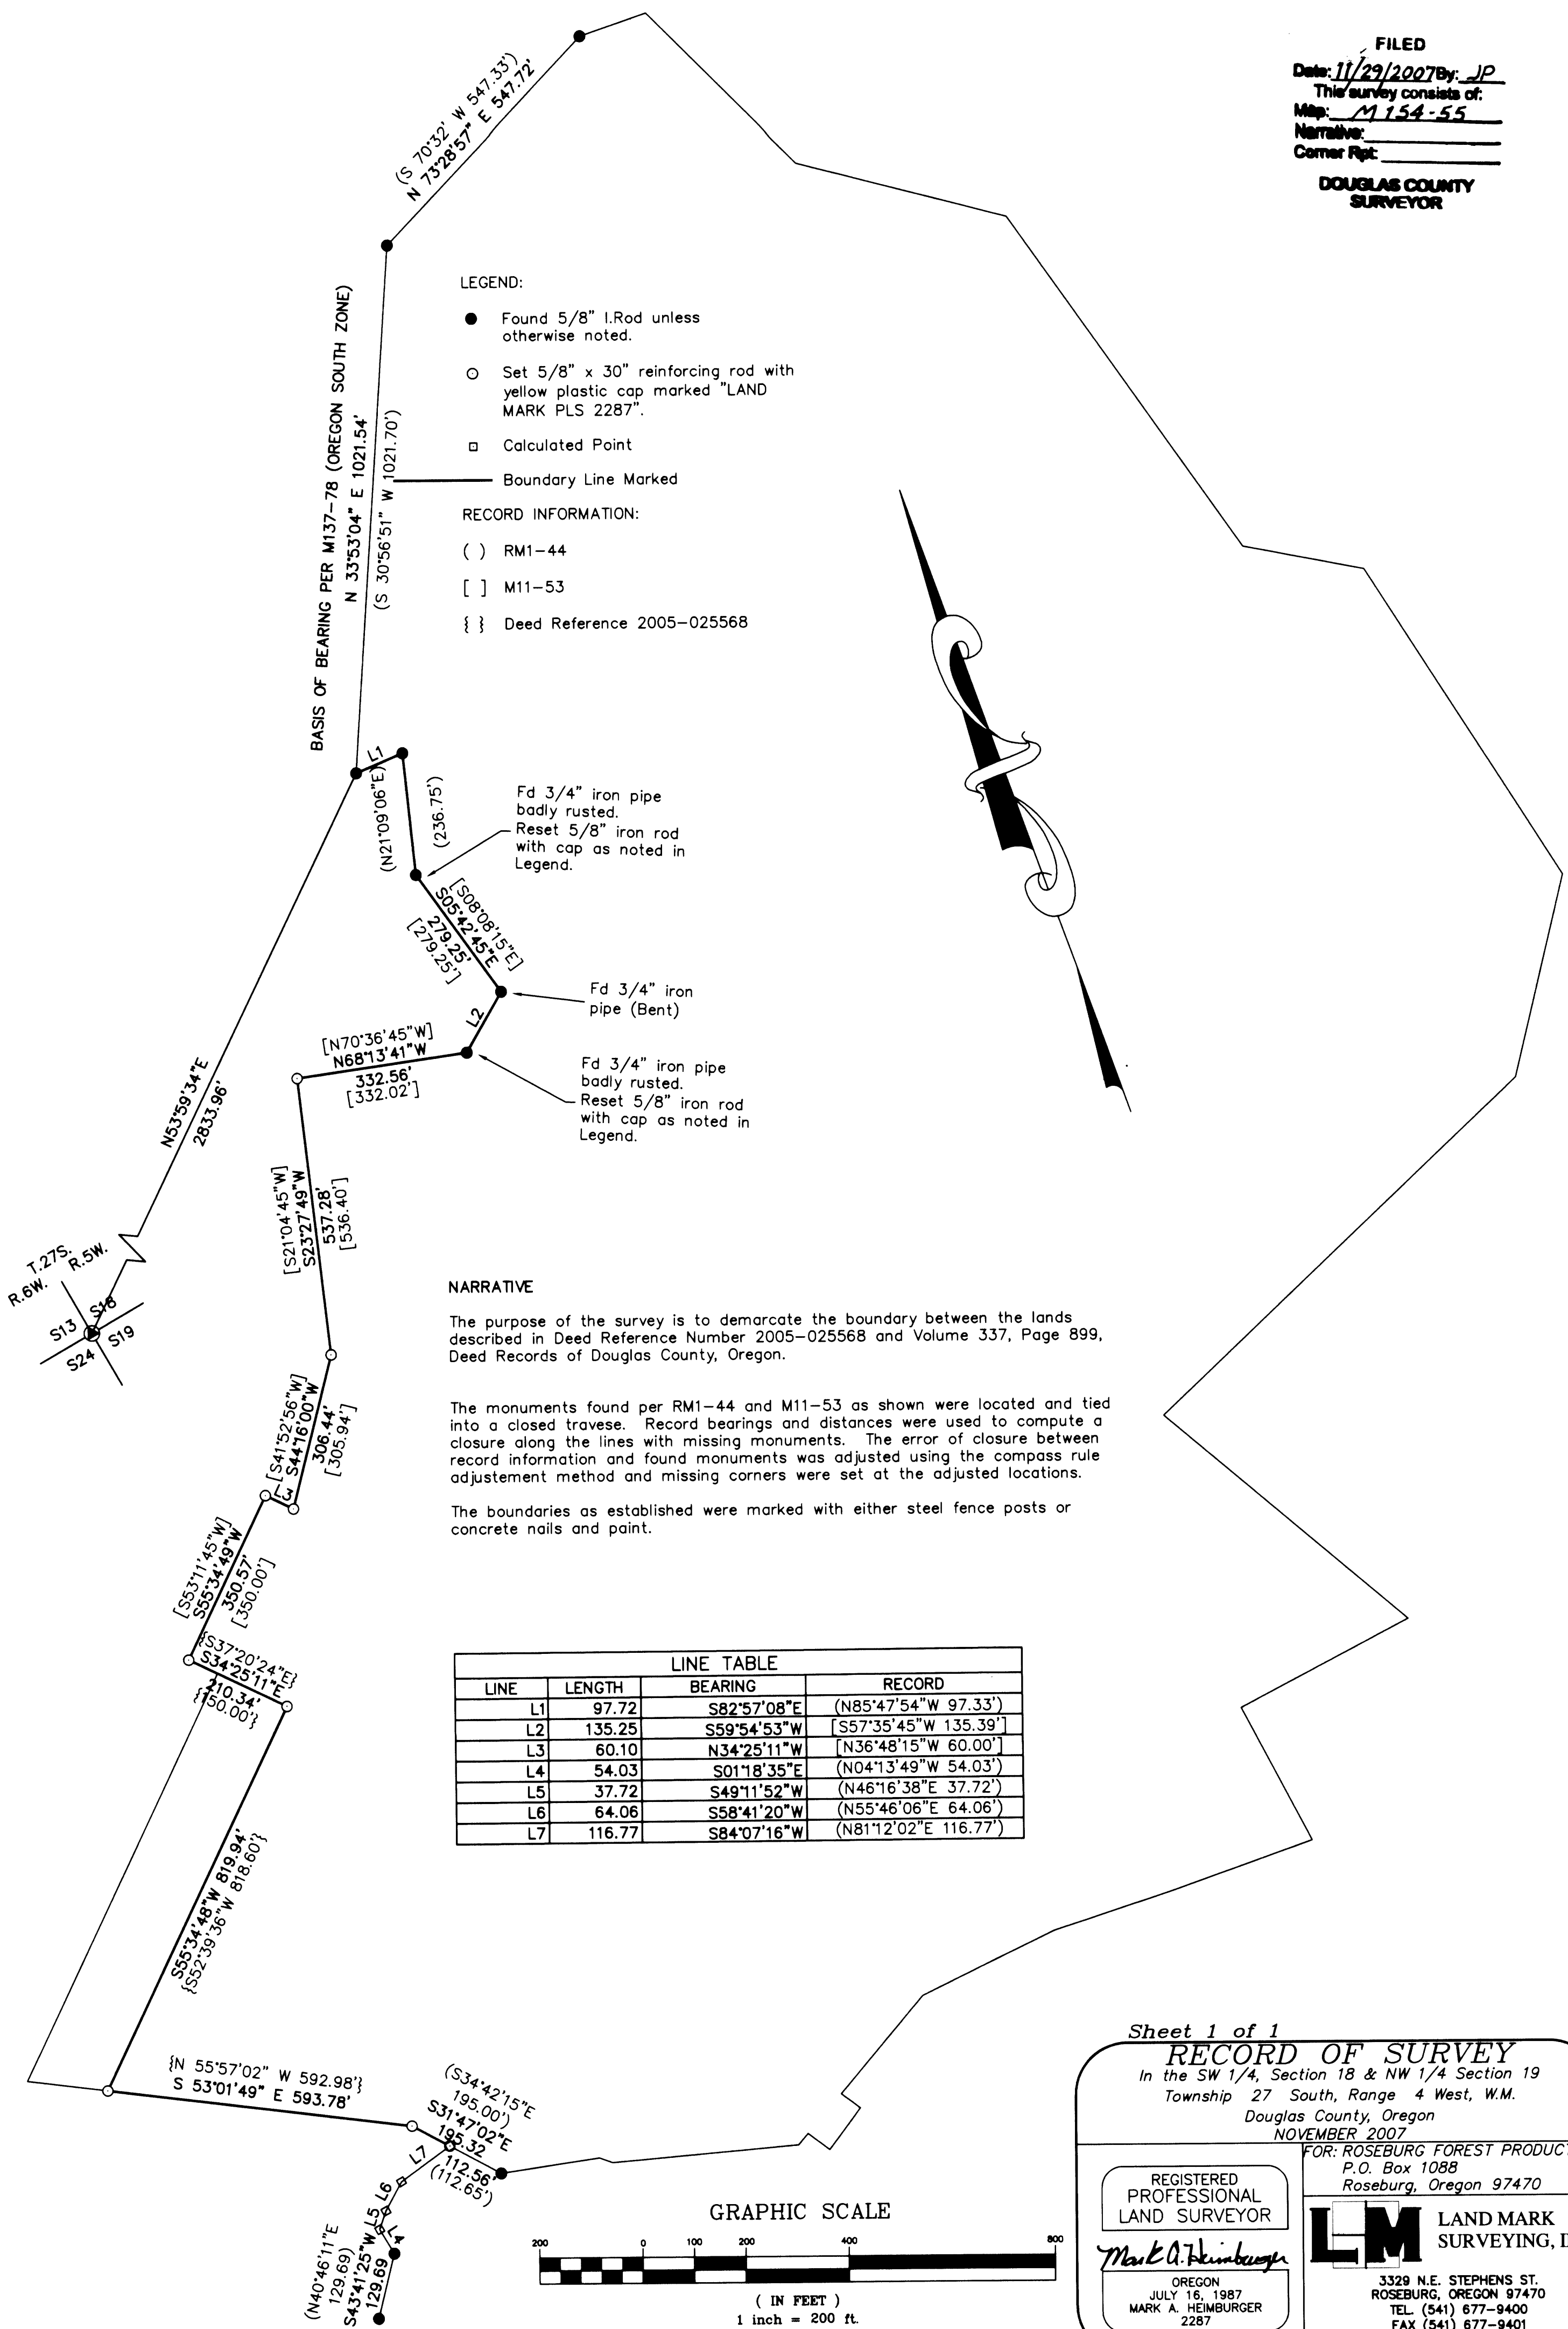 FILED
Date: 11/29/2007 By: JP
This survey consists of:
Map: M 154-55
Narrative:
Corner Rpt:
DOUGLAS COUNTY
SURVEYOR
(S 70°32' W 547.33')
N 73°28'57" E 547.72'
BASIS OF BEARING PER M137-78 (OREGON SOUTH ZONE)
N 33°53'04" E 1021.54'
(S 30°56'51" W 1021.70')
LEGEND:
Found 5/8" I.Rod unless
otherwise noted.
Set 5/8" x 30" reinforcing rod with
yellow plastic cap marked "LAND
MARK PLS 2287".
Calculated Point
Boundary Line Marked
RECORD INFORMATION:
( ) RM1-44
[ ] M11-53
{ } Deed Reference 2005-025568
L1
(N21°09'06"E)
(236.75')
Fd 3/4" iron pipe
badly rusted.
Reset 5/8" iron rod
with cap as noted in
Legend.
[S08°08'15"E]
S05°42'45"E
279.25'
[279.25']
Fd 3/4" iron
pipe (Bent)
L2
[N70°36'45"W]
N68°13'41"W
332.56'
[332.02']
Fd 3/4" iron pipe
badly rusted.
Reset 5/8" iron rod
with cap as noted in
Legend.
N53°59'34"E
2833.96'
[S21°04'45"W]
S23°27'49"W
537.28'
[536.40']
T.27S.
R.6W. R.5W.
S13 S18
S24 S19
NARRATIVE
The purpose of the survey is to demarcate the boundary between the lands
described in Deed Reference Number 2005-025568 and Volume 337, Page 899,
Deed Records of Douglas County, Oregon.
The monuments found per RM1-44 and M11-53 as shown were located and tied
into a closed travese. Record bearings and distances were used to compute a
closure along the lines with missing monuments. The error of closure between
record information and found monuments was adjusted using the compass rule
adjustement method and missing corners were set at the adjusted locations.
The boundaries as established were marked with either steel fence posts or
concrete nails and paint.
[S41°52'56"W]
S44°16'00"W
306.44'
[305.94']
L3
[S53°11'45"W]
S55°34'49"W
350.57'
[350.00']
{S37°20'24"E}
S34°25'11"E
210.34'
{150.00'}
LINE TABLE
LINE LENGTH BEARING RECORD
L1 97.72 S82°57'08"E (N85°47'54"W 97.33')
L2 135.25 S59°54'53"W [S57°35'45"W 135.39']
L3 60.10 N34°25'11"W [N36°48'15"W 60.00']
L4 54.03 S01°18'35"E (N04°13'49"W 54.03')
L5 37.72 S49°11'52"W (N46°16'38"E 37.72')
L6 64.06 S58°41'20"W (N55°46'06"E 64.06')
L7 116.77 S84°07'16"W (N81°12'02"E 116.77')
S55°34'48"W 819.94'
{S52°39'36"W 818.60'}
{N 55°57'02" W 592.98'}
S 53°01'49" E 593.78'
(S34°42'15"E
195.00')
S31°47'02"E
195.32
112.56'
(112.65')
L7
L6
L5
L4
(N40°46'11"E
129.69)
S43°41'25"W
129.69
GRAPHIC SCALE
200 0 100 200 400 800
( IN FEET )
1 inch = 200 ft.
Sheet 1 of 1
RECORD OF SURVEY
In the SW 1/4, Section 18 & NW 1/4 Section 19
Township 27 South, Range 4 West, W.M.
Douglas County, Oregon
NOVEMBER 2007
FOR: ROSEBURG FOREST PRODUC
P.O. Box 1088
Roseburg, Oregon 97470
REGISTERED
PROFESSIONAL
LAND SURVEYOR
Mark A. Heimburger
OREGON
JULY 16, 1987
MARK A. HEIMBURGER
2287
LM
LAND MARK
SURVEYING, I
3329 N.E. STEPHENS ST.
ROSEBURG, OREGON 97470
TEL. (541) 677-9400
FAX (541) 677-9401